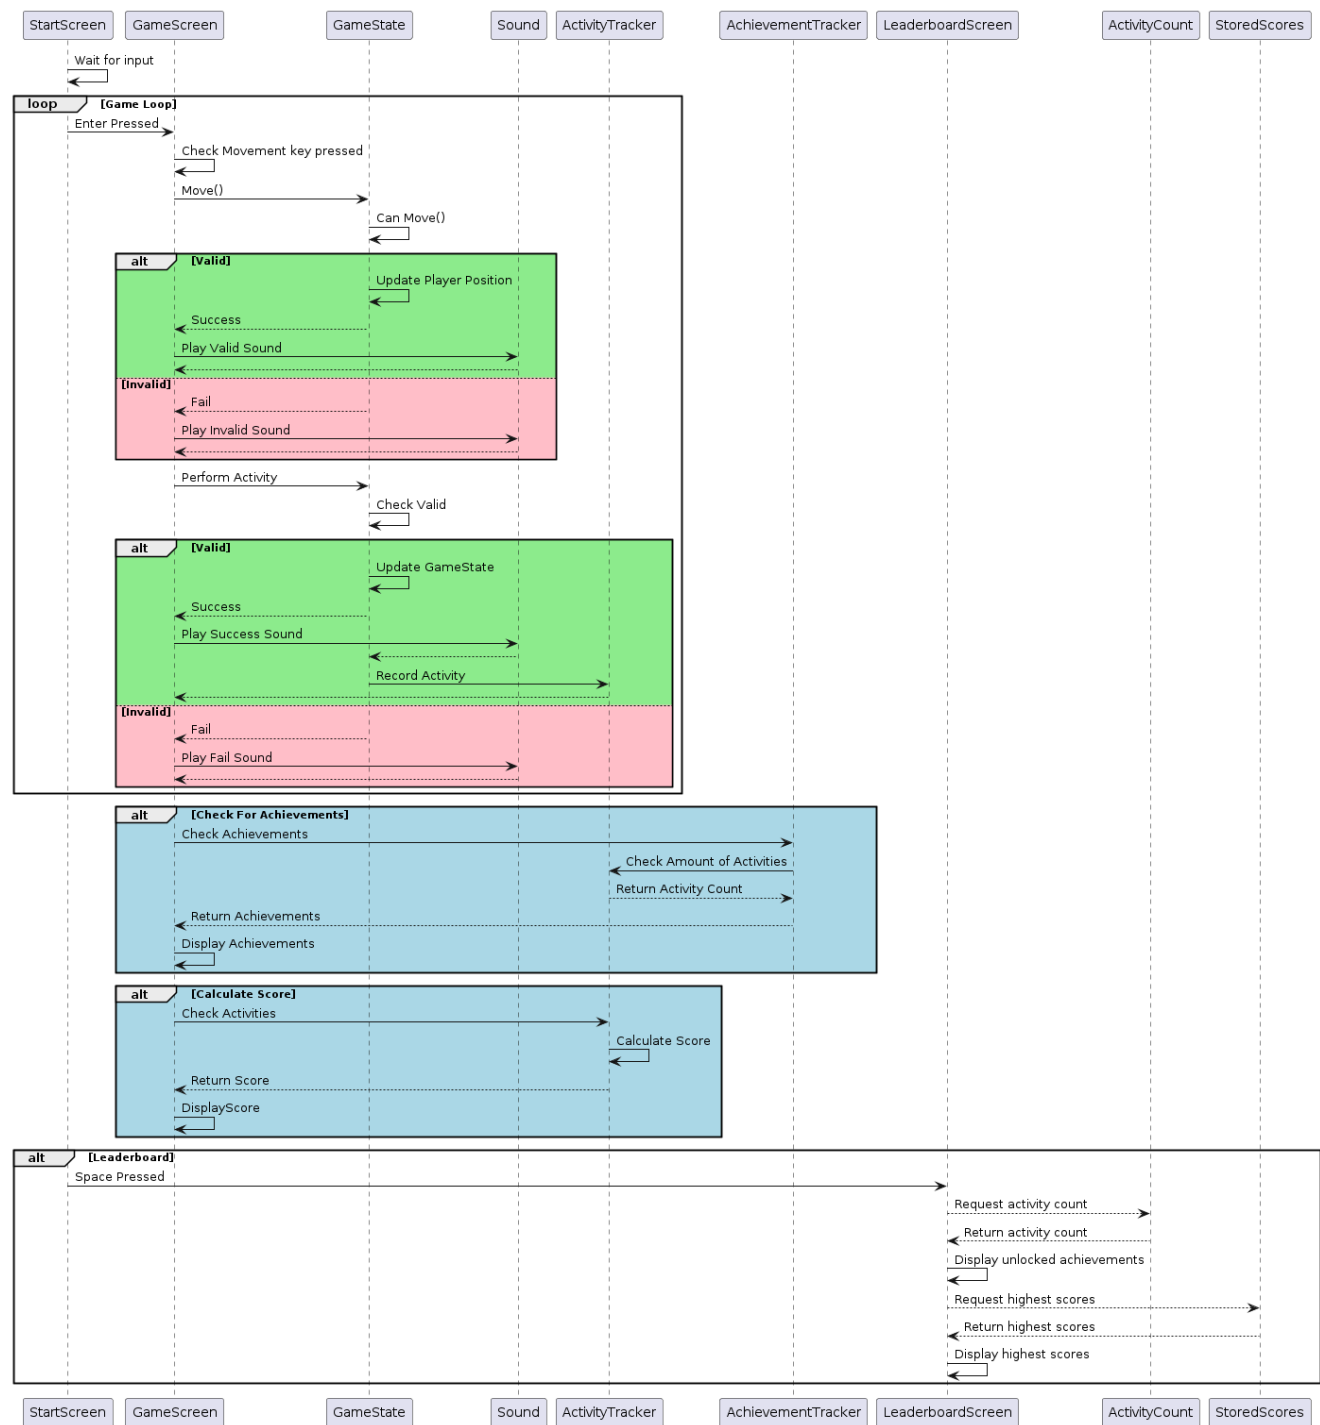 StartScreen GameScreen GameState Sound ActivityTracker AchievementTracker LeaderboardScreen ActivityCount StoredScores
Wait for input
loop [Game Loop]
Enter Pressed
Check Movement key pressed
Move()
Can Move()
alt [Valid]
Update Player Position
Success
Play Valid Sound
[Invalid]
Fail
Play Invalid Sound
Perform Activity
Check Valid
alt [Valid]
Update GameState
Success
Play Success Sound
Record Activity
[Invalid]
Fail
Play Fail Sound
alt [Check For Achievements]
Check Achievements
Check Amount of Activities
Return Activity Count
Return Achievements
Display Achievements
alt [Calculate Score]
Check Activities
Calculate Score
Return Score
DisplayScore
alt [Leaderboard]
Space Pressed
Request activity count
Return activity count
Display unlocked achievements
Request highest scores
Return highest scores
Display highest scores
StartScreen GameScreen GameState Sound ActivityTracker AchievementTracker LeaderboardScreen ActivityCount StoredScores